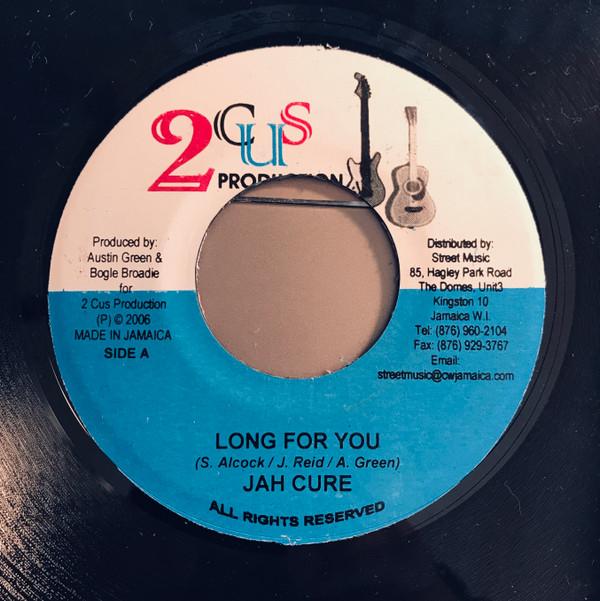 2 CUS
PRODUCTION
Produced by:
Austin Green &
Bogle Broadie
for
2 Cus Production
(P) © 2006
MADE IN JAMAICA
SIDE A
Distributed by:
Street Music
85, Hagley Park Road
The Domes, Unit3
Kingston 10
Jamaica W.I.
Tel: (876) 960-2104
Fax: (876) 929-3767
Email:
streetmusic@cwjamaica.com
LONG FOR YOU
(S. Alcock / J. Reid / A. Green)
JAH CURE
ALL RIGHTS RESERVED